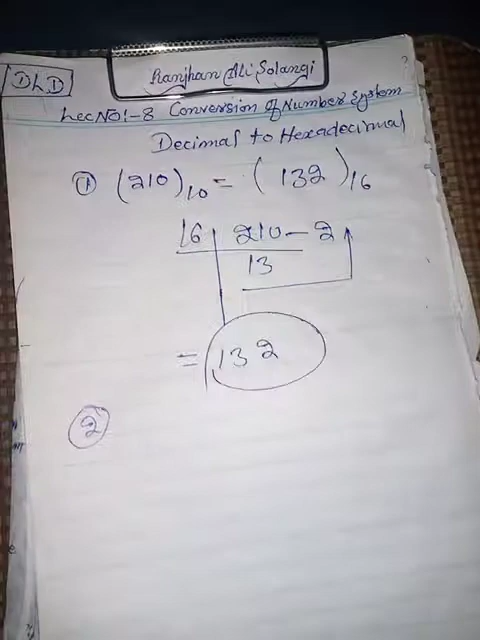 DLD
Ranjhan Ali Solangi
Lec NO:-8 Conversion of Number System
Decimal to Hexadecimal
① (210)10 = (132)16
16 210 - 2
13
= 132
②